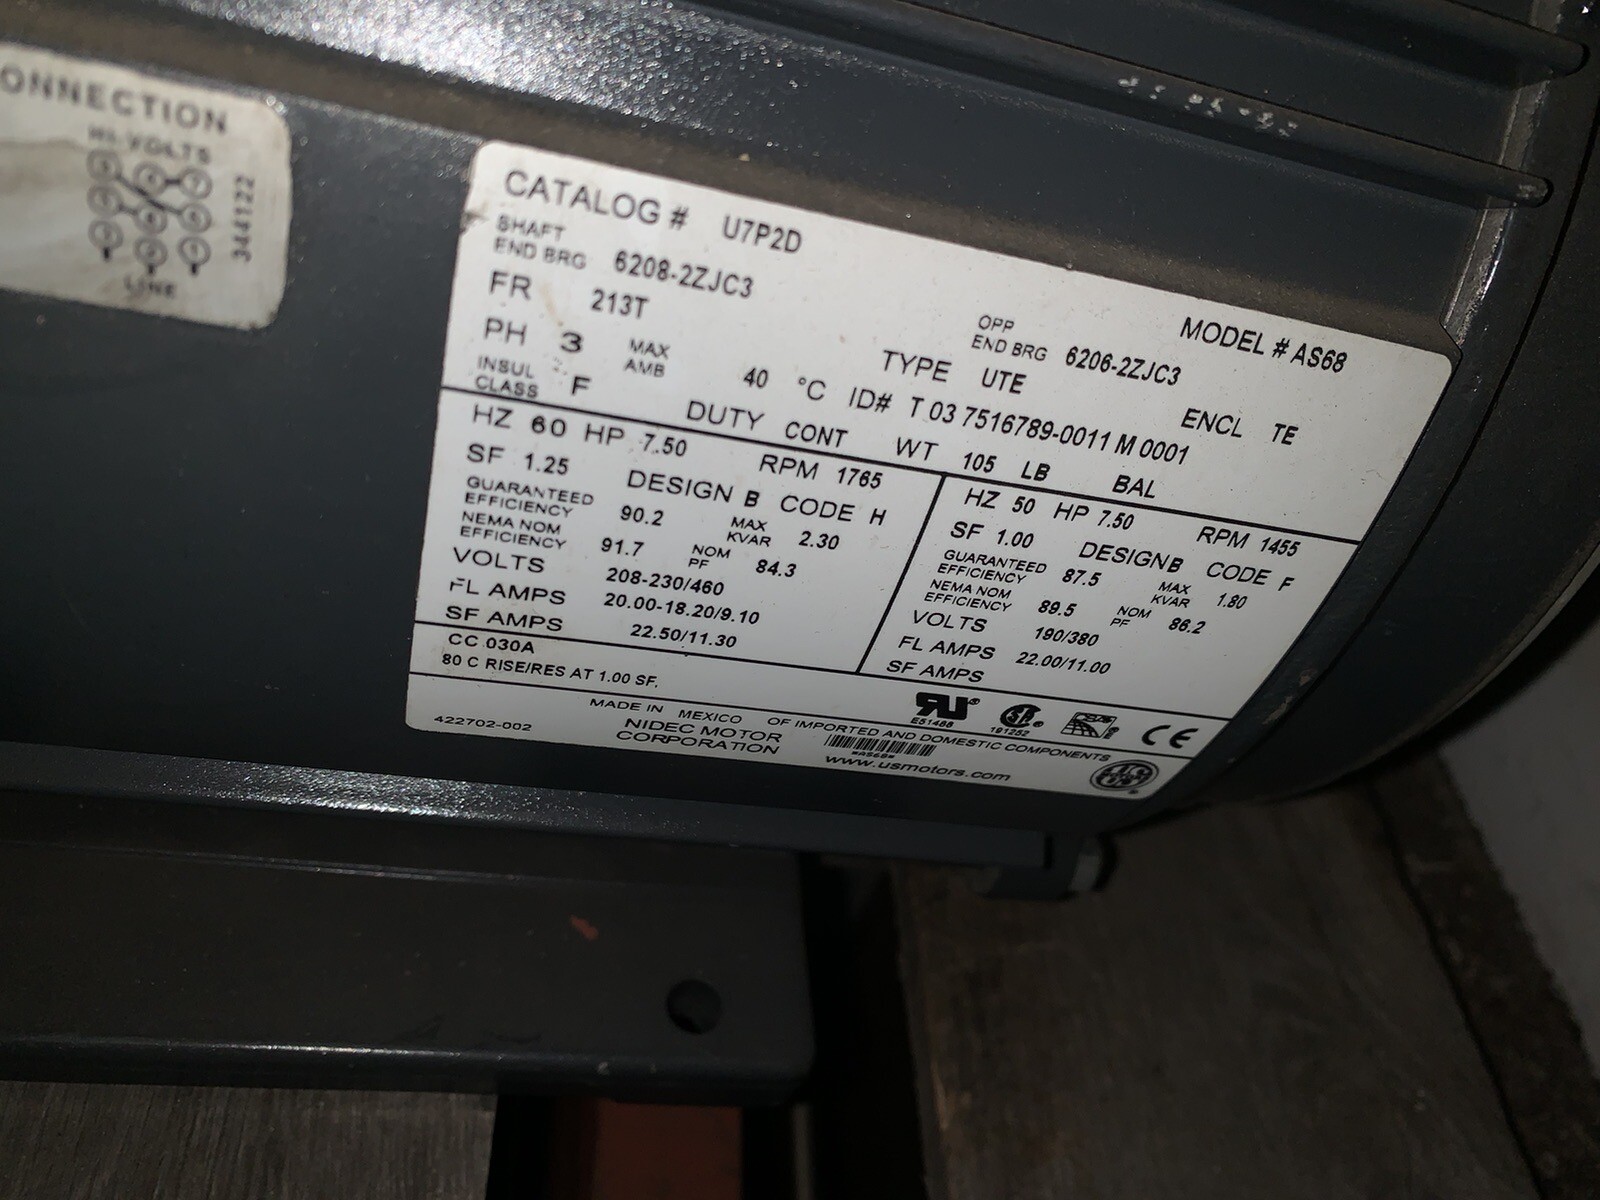 ONNECTION
HI-VOLTS
LINE
344122
CATALOG # U7P2D
MODEL # AS68
SHAFT END BRG 6208-2ZJC3
OPP END BRG 6206-2ZJC3
FR 213T
TYPE UTE
ENCL TE
PH 3
MAX AMB 40 °C
ID# T 03 7516789-0011 M 0001
INSUL CLASS F
DUTY CONT
WT 105 LB
BAL
HZ 60 HP 7.50 RPM 1765
SF 1.25 DESIGN B CODE H
GUARANTEED EFFICIENCY 90.2 MAX KVAR 2.30
NEMA NOM EFFICIENCY 91.7 NOM PF 84.3
VOLTS 208-230/460
FL AMPS 20.00-18.20/9.10
SF AMPS 22.50/11.30
HZ 50 HP 7.50 RPM 1455
SF 1.00 DESIGN B CODE F
GUARANTEED EFFICIENCY 87.5 MAX KVAR 1.80
NEMA NOM EFFICIENCY 89.5 NOM PF 86.2
VOLTS 190/380
FL AMPS 22.00/11.00
SF AMPS
CC 030A
80 C RISE/RES AT 1.00 SF,
E51488
191252
CE
MADE IN MEXICO OF IMPORTED AND DOMESTIC COMPONENTS
422702-002
NIDEC MOTOR CORPORATION
*AS68*
www.usmotors.com